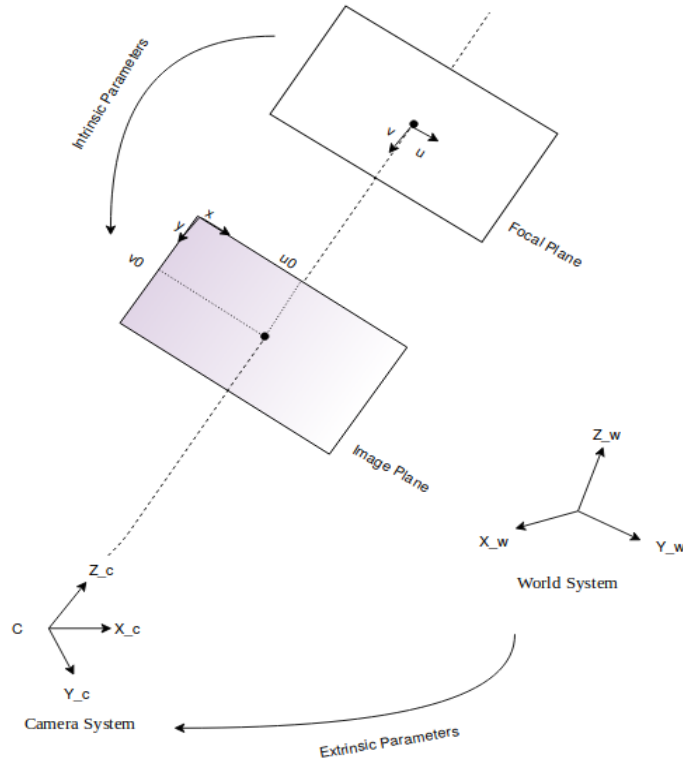 Intrinsic Parameters
v
u
Focal Plane
x
y
v0
u0
Image Plane
Z_w
X_w
Y_w
World System
Z_c
C
X_c
Y_c
Camera System
Extrinsic Parameters